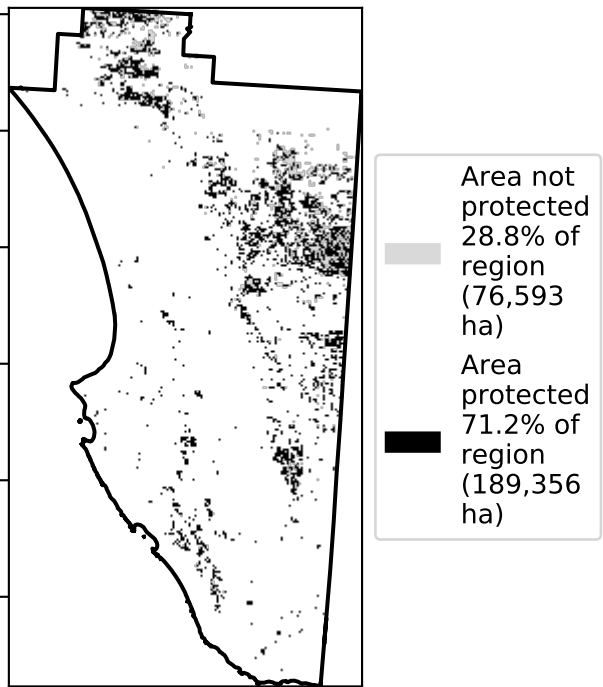 Area not
protected
28.8% of
region
(76,593
ha)
Area
protected
71.2% of
region
(189,356
ha)